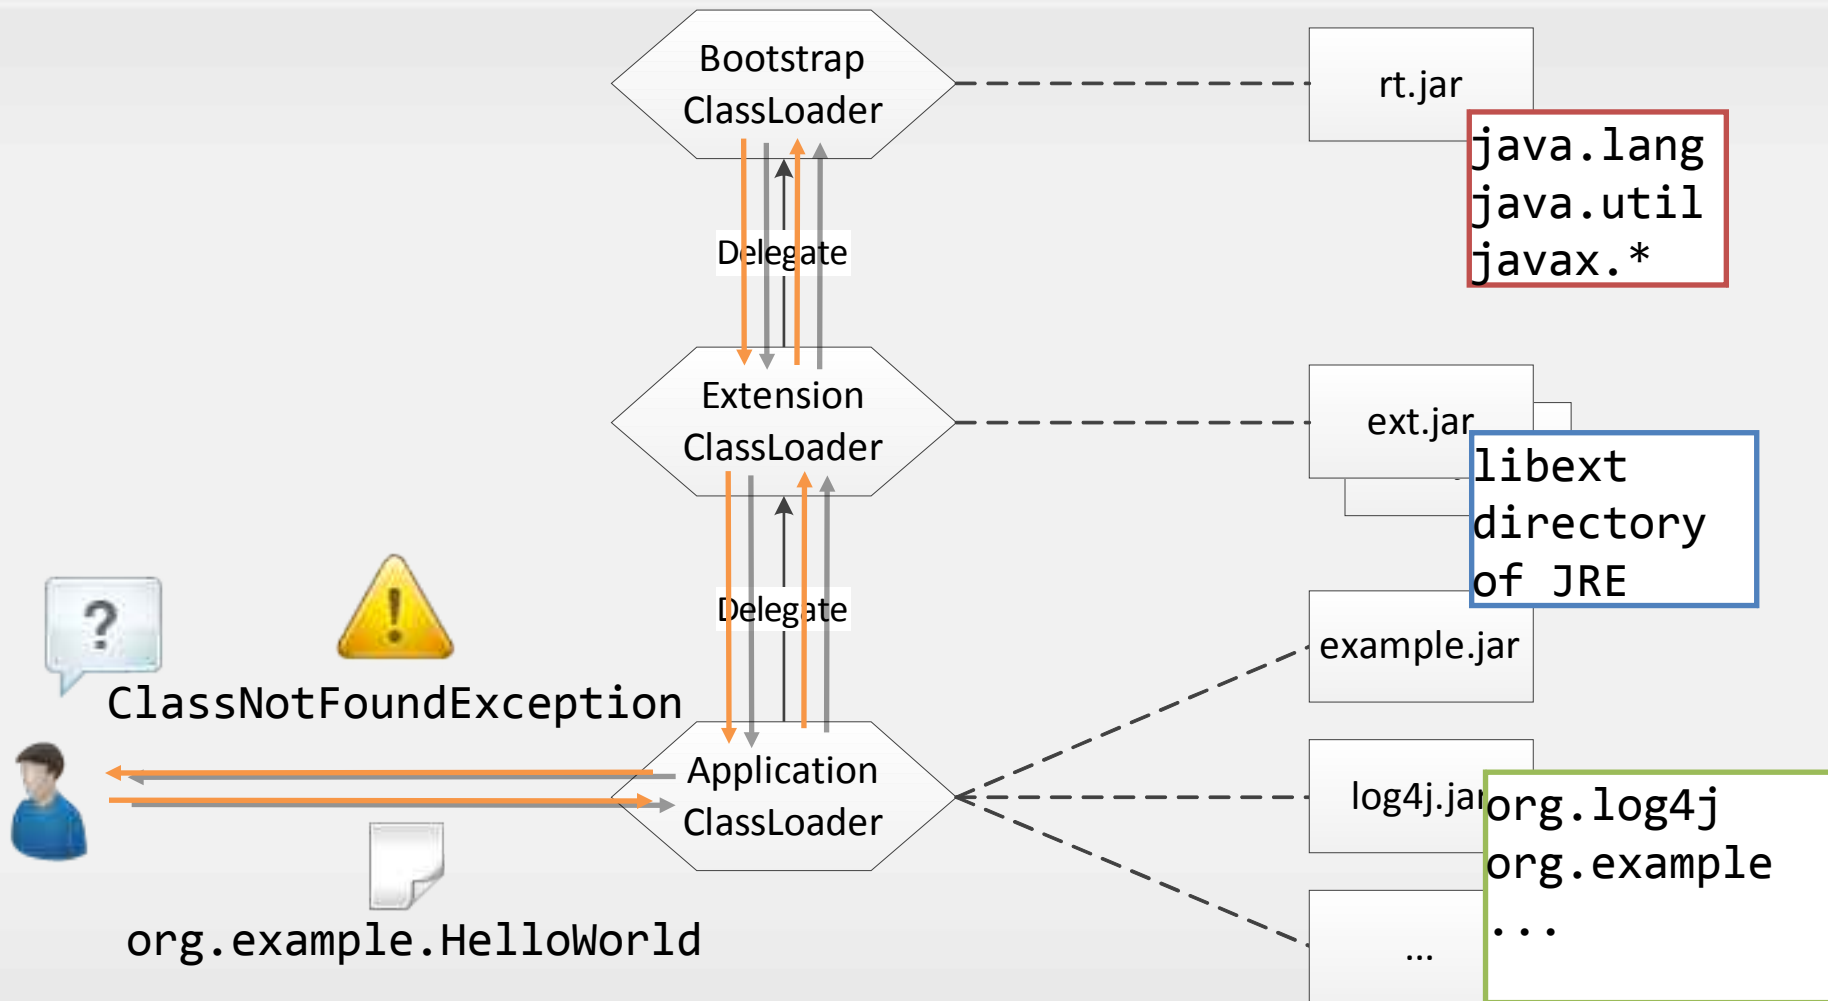 Bootstrap
ClassLoader
rt.jar
java.lang
java.util
javax.*
Delegate
Extension
ClassLoader
ext.jar
libext
directory
of JRE
Delegate
example.jar
?
!
ClassNotFoundException
Application
ClassLoader
log4j.jar
org.log4j
org.example
...
org.example.HelloWorld
...